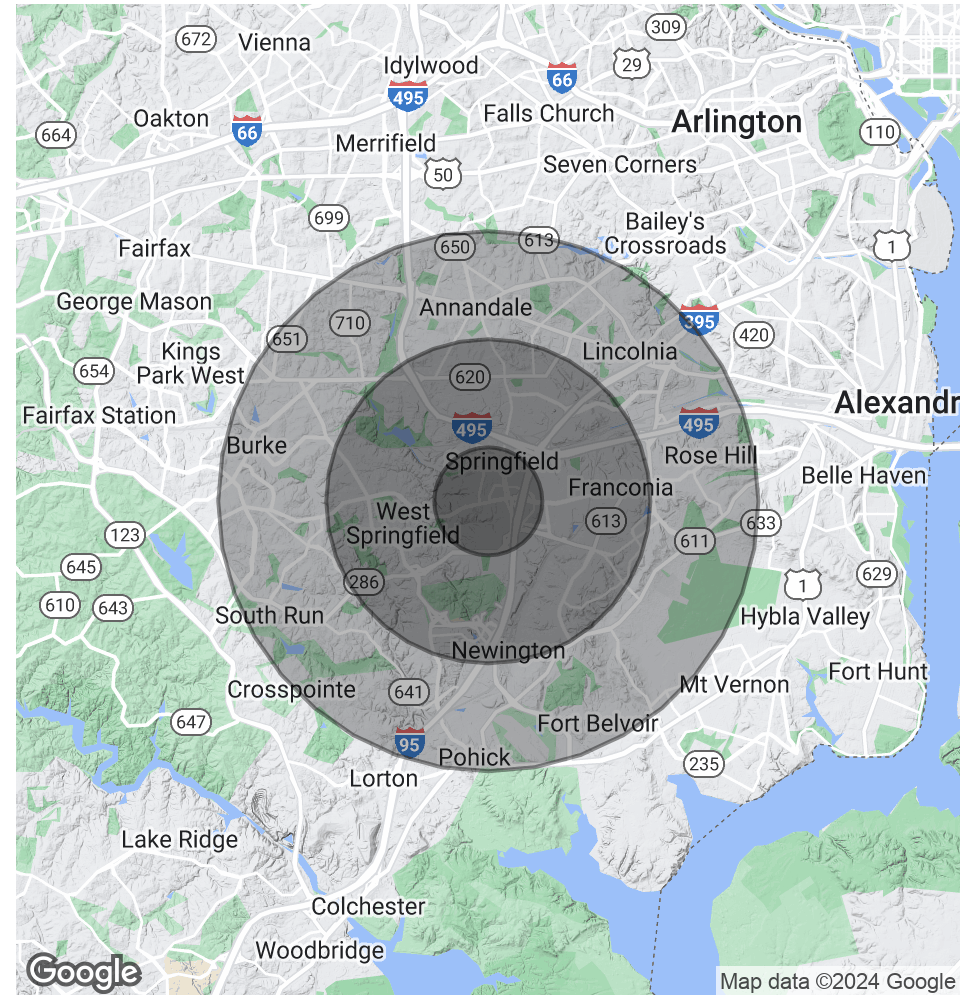 309
672
Vienna
29
Idylwood
66
495
Oakton
66
Falls Church
Arlington
664
110
Merrifield
Seven Corners
50
699
Bailey's
Crossroads
Fairfax
650
613
1
George Mason
Annandale
395
710
651
420
Kings
Park West
Lincolnia
654
620
Fairfax Station
Alexandr
495
495
Burke
Springfield
Rose Hill
Belle Haven
Franconia
West
Springfield
613
633
123
611
645
286
1
629
610
643
South Run
Hybla Valley
Newington
Fort Hunt
Crosspointe
641
Mt Vernon
647
Fort Belvoir
95
Pohick
235
Lorton
Lake Ridge
Colchester
Woodbridge
Google
Map data ©2024 Google